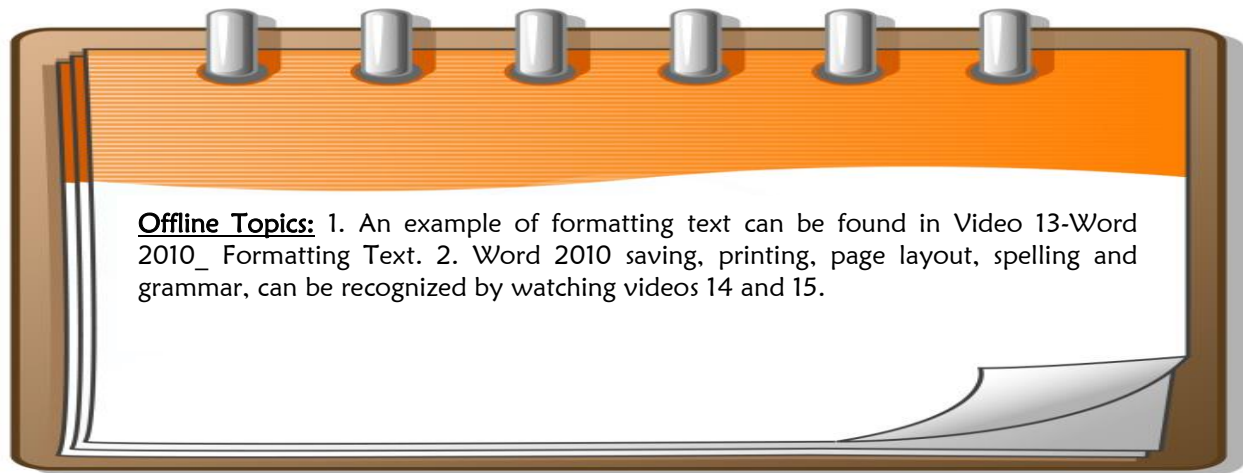 Offline Topics: 1. An example of formatting text can be found in Video 13-Word
2010_ Formatting Text. 2. Word 2010 saving, printing, page layout, spelling and
grammar, can be recognized by watching videos 14 and 15.